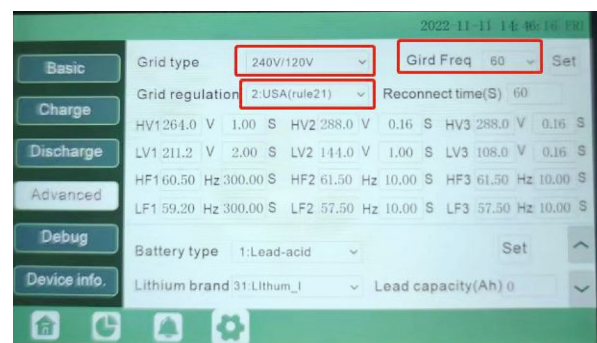 2022-11-11 14:46:16 FRI
Basic
Charge
Discharge
Advanced
Debug
Device info.
Grid type 240V/120V Gird Freq 60 Set
Grid regulation 2:USA(rule21) Reconnect time(S) 60
HV1 264.0 V 1.00 S HV2 288.0 V 0.16 S HV3 288.0 V 0.16 S
LV1 211.2 V 2.00 S LV2 144.0 V 1.00 S LV3 108.0 V 0.16 S
HF1 60.50 Hz 300.00 S HF2 61.50 Hz 10.00 S HF3 61.50 Hz 10.00 S
LF1 59.20 Hz 300.00 S LF2 57.50 Hz 10.00 S LF3 57.50 Hz 10.00 S
Battery type 1:Lead-acid Set
Lithium brand 31:LIthum_I Lead capacity(Ah) 0